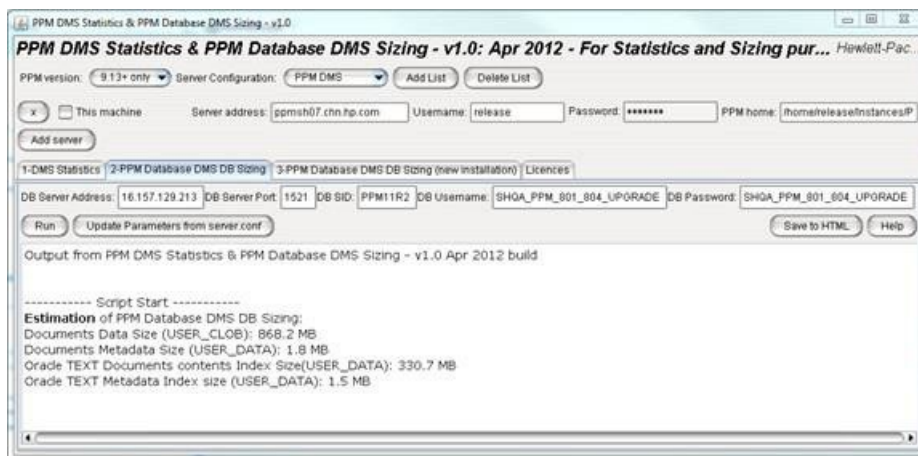 PPM DMS Statistics & PPM Database DMS Sizing - v1.0
PPM DMS Statistics & PPM Database DMS Sizing - v1.0: Apr 2012 - For Statistics and Sizing pur... Hewlett-Pac...
PPM version: 9.13+ only Server Configuration: PPM DMS Add List Delete List
x This machine Server address: ppmsh07.chn.hp.com Username: release Password: ••••••• PPM home: /home/release/instances/P
Add server
1-DMS Statistics 2-PPM Database DMS DB Sizing 3-PPM Database DMS DB Sizing (new installation) Licences
DB Server Address: 16.157.129.213 DB Server Port: 1521 DB SID: PPM11R2 DB Username: SHQA_PPM_801_804_UPGRADE DB Password: SHQA_PPM_801_804_UPGRADE
Run Update Parameters from server.conf Save to HTML Help
Output from PPM DMS Statistics & PPM Database DMS Sizing - v1.0 Apr 2012 build
----------- Script Start -----------
Estimation of PPM Database DMS DB Sizing:
Documents Data Size (USER_CLOB): 868.2 MB
Documents Metadata Size (USER_DATA): 1.8 MB
Oracle TEXT Documents contents Index Size(USER_DATA): 330.7 MB
Oracle TEXT Metadata Index size (USER_DATA): 1.5 MB